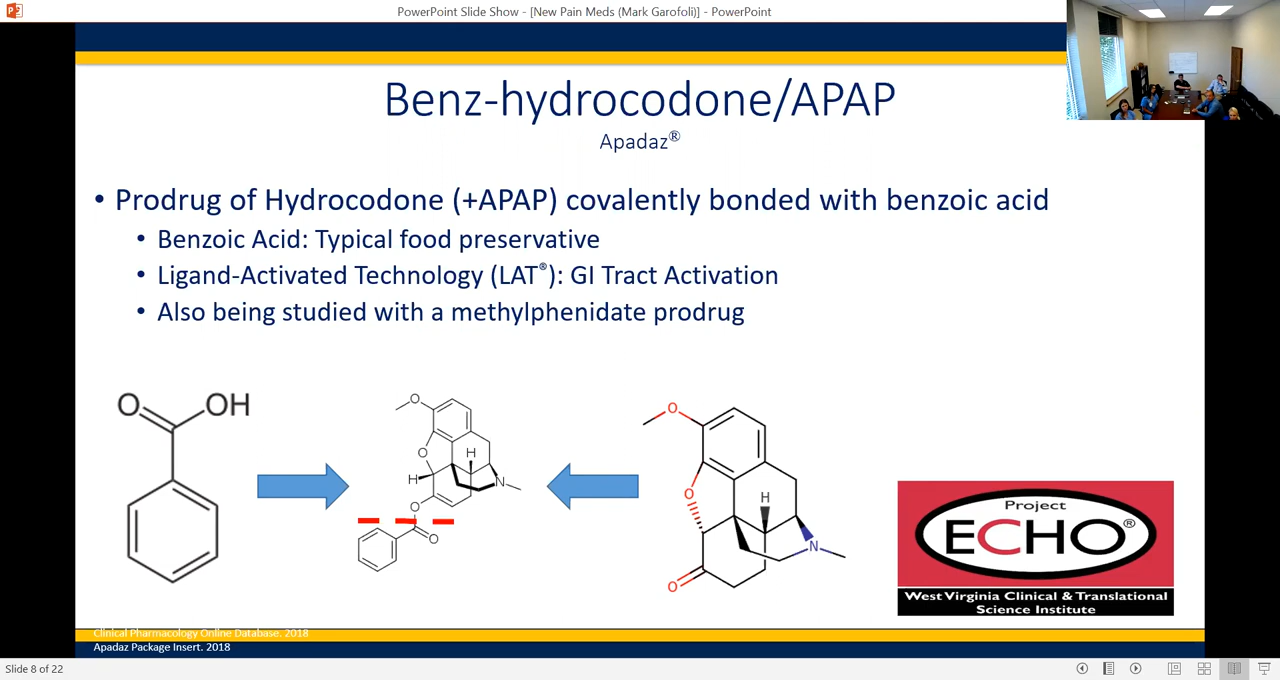 PowerPoint Slide Show - [New Pain Meds (Mark Garofoli)] - PowerPoint
Benz-hydrocodone/APAP
Apadaz®
• Prodrug of Hydrocodone (+APAP) covalently bonded with benzoic acid
• Benzoic Acid: Typical food preservative
• Ligand-Activated Technology (LAT®): GI Tract Activation
• Also being studied with a methylphenidate prodrug
O
OH
O
O
H
H
N
O
O
O
O
H
N
O
Project
ECHO®
West Virginia Clinical & Translational
Science Institute
Clinical Pharmacology Online Database. 2018
Apadaz Package Insert. 2018
Slide 8 of 22